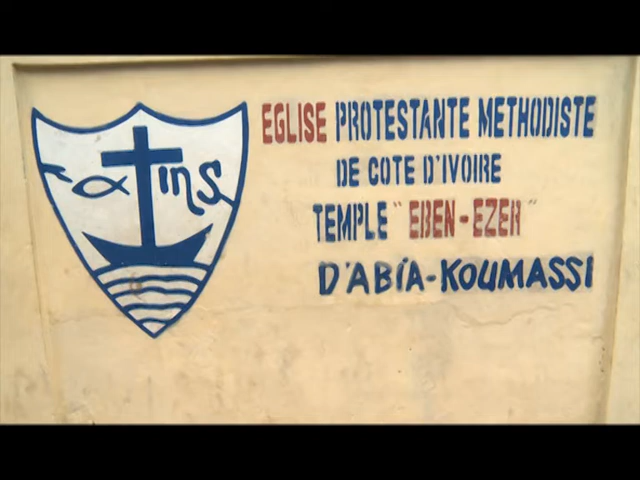 EGLISE PROTESTANTE METHODISTE
DE COTE D'IVOIRE
TEMPLE "EBEN-EZER"
D'ABIA-KOUMASSI